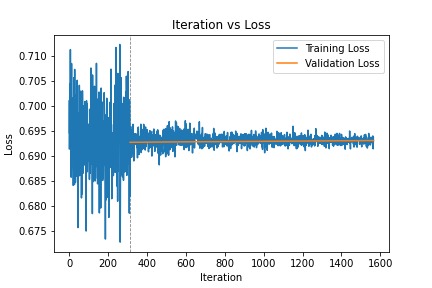 Iteration vs Loss
Training Loss
Validation Loss
0.710
0.705
0.700
0.695
0.690
0.685
0.680
0.675
Loss
0 200 400 600 800 1000 1200 1400 1600
Iteration